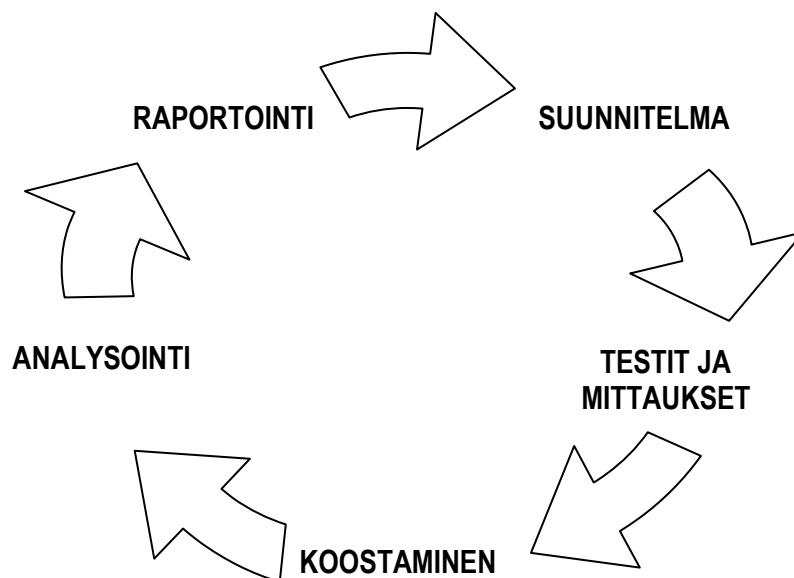 RAPORTOINTI
SUUNNITELMA
ANALYSOINTI
TESTIT JA
MITTAUKSET
KOOSTAMINEN